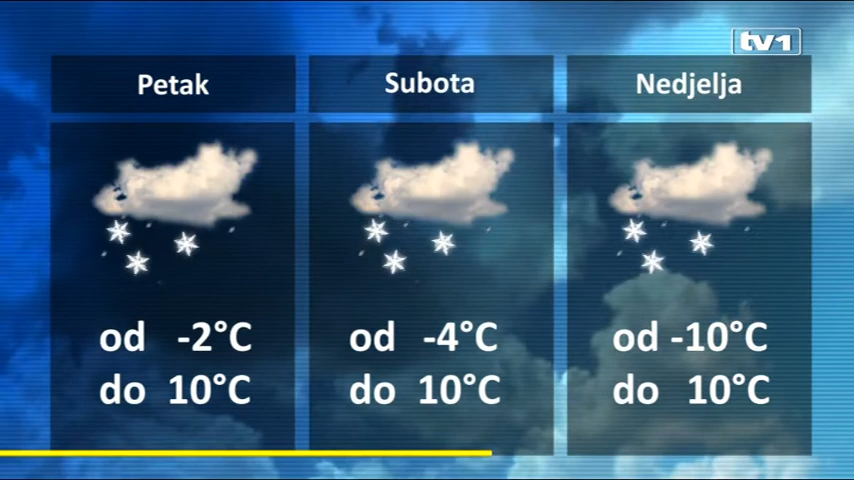 tv1
Petak
Subota
Nedjelja
od -2°C
do 10°C
od -4°C
do 10°C
od -10°C
do 10°C